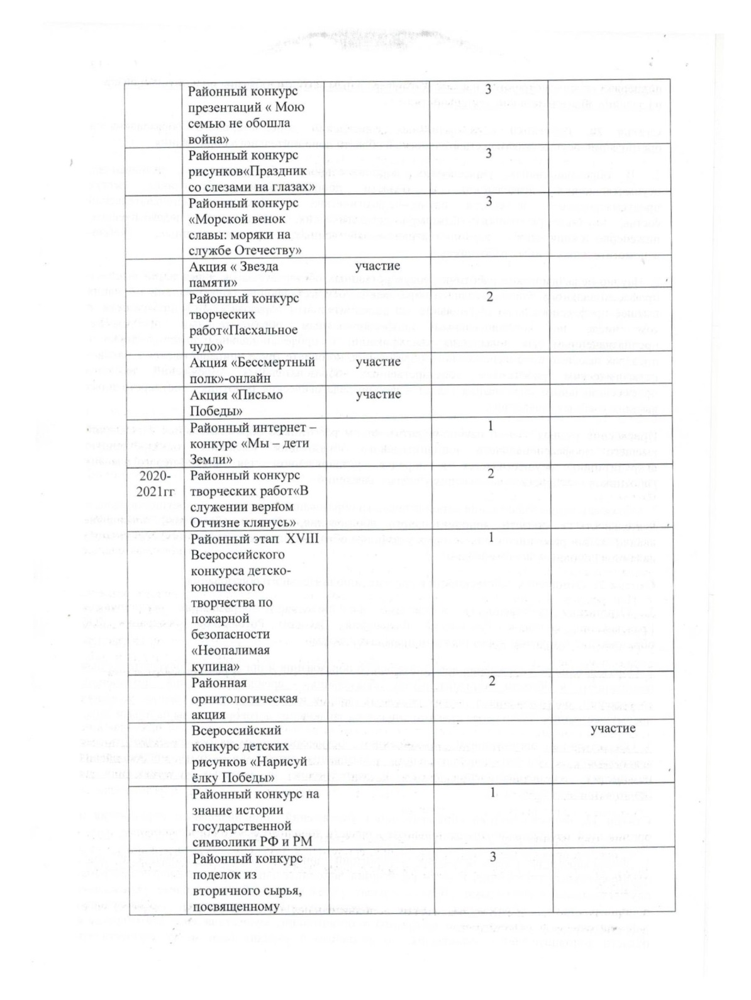 Районный конкурс 3
презентаций « Мою
семью не обошла
война»
Районный конкурс 3
рисунков«Праздник
со слезами на глазах»
Районный конкурс 3
«Морской венок
славы: моряки на
службе Отечеству»
Акция « Звезда участие
памяти»
Районный конкурс 2
творческих
работ«Пасхальное
чудо»
Акция «Бессмертный участие
полк»-онлайн
Акция «Письмо участие
Победы»
Районный интернет – 1
конкурс «Мы – дети
Земли»
2020- Районный конкурс 2
2021гг творческих работ«В
служении верном
Отчизне клянусь»
Районный этап XVIII 1
Всероссийского
конкурса детско-
юношеского
творчества по
пожарной
безопасности
«Неопалимая
купина»
Районная 2
орнитологическая
акция
Всероссийский участие
конкурс детских
рисунков «Нарисуй
ёлку Победы»
Районный конкурс на 1
знание истории
государственной
символики РФ и РМ
Районный конкурс 3
поделок из
вторичного сырья,
посвященному